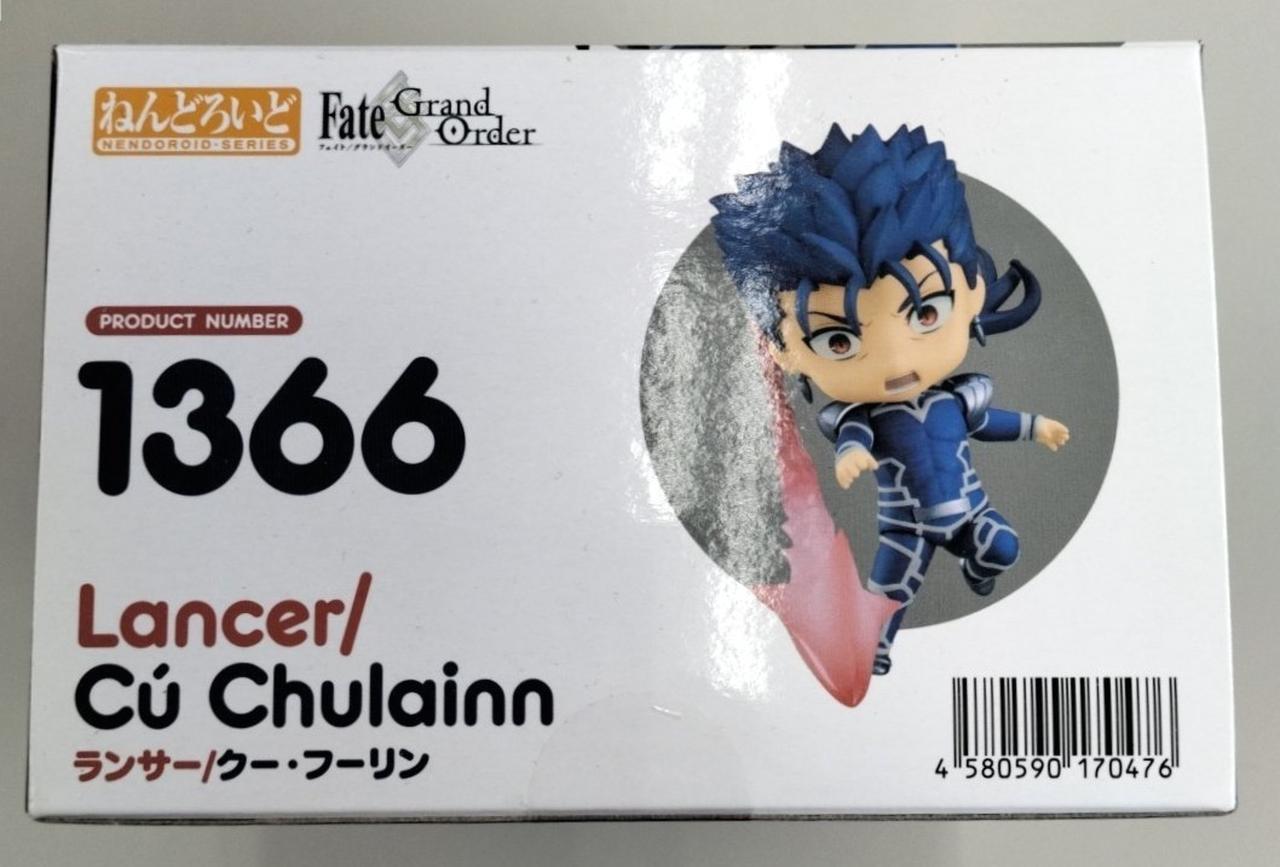 ねんどろいど
NENDOROID-SERIES
Fate Grand Order
フェイト/グランドオーダー
PRODUCT NUMBER
1366
Lancer/
Cú Chulainn
ランサー/クー・フーリン
4 580590 170476